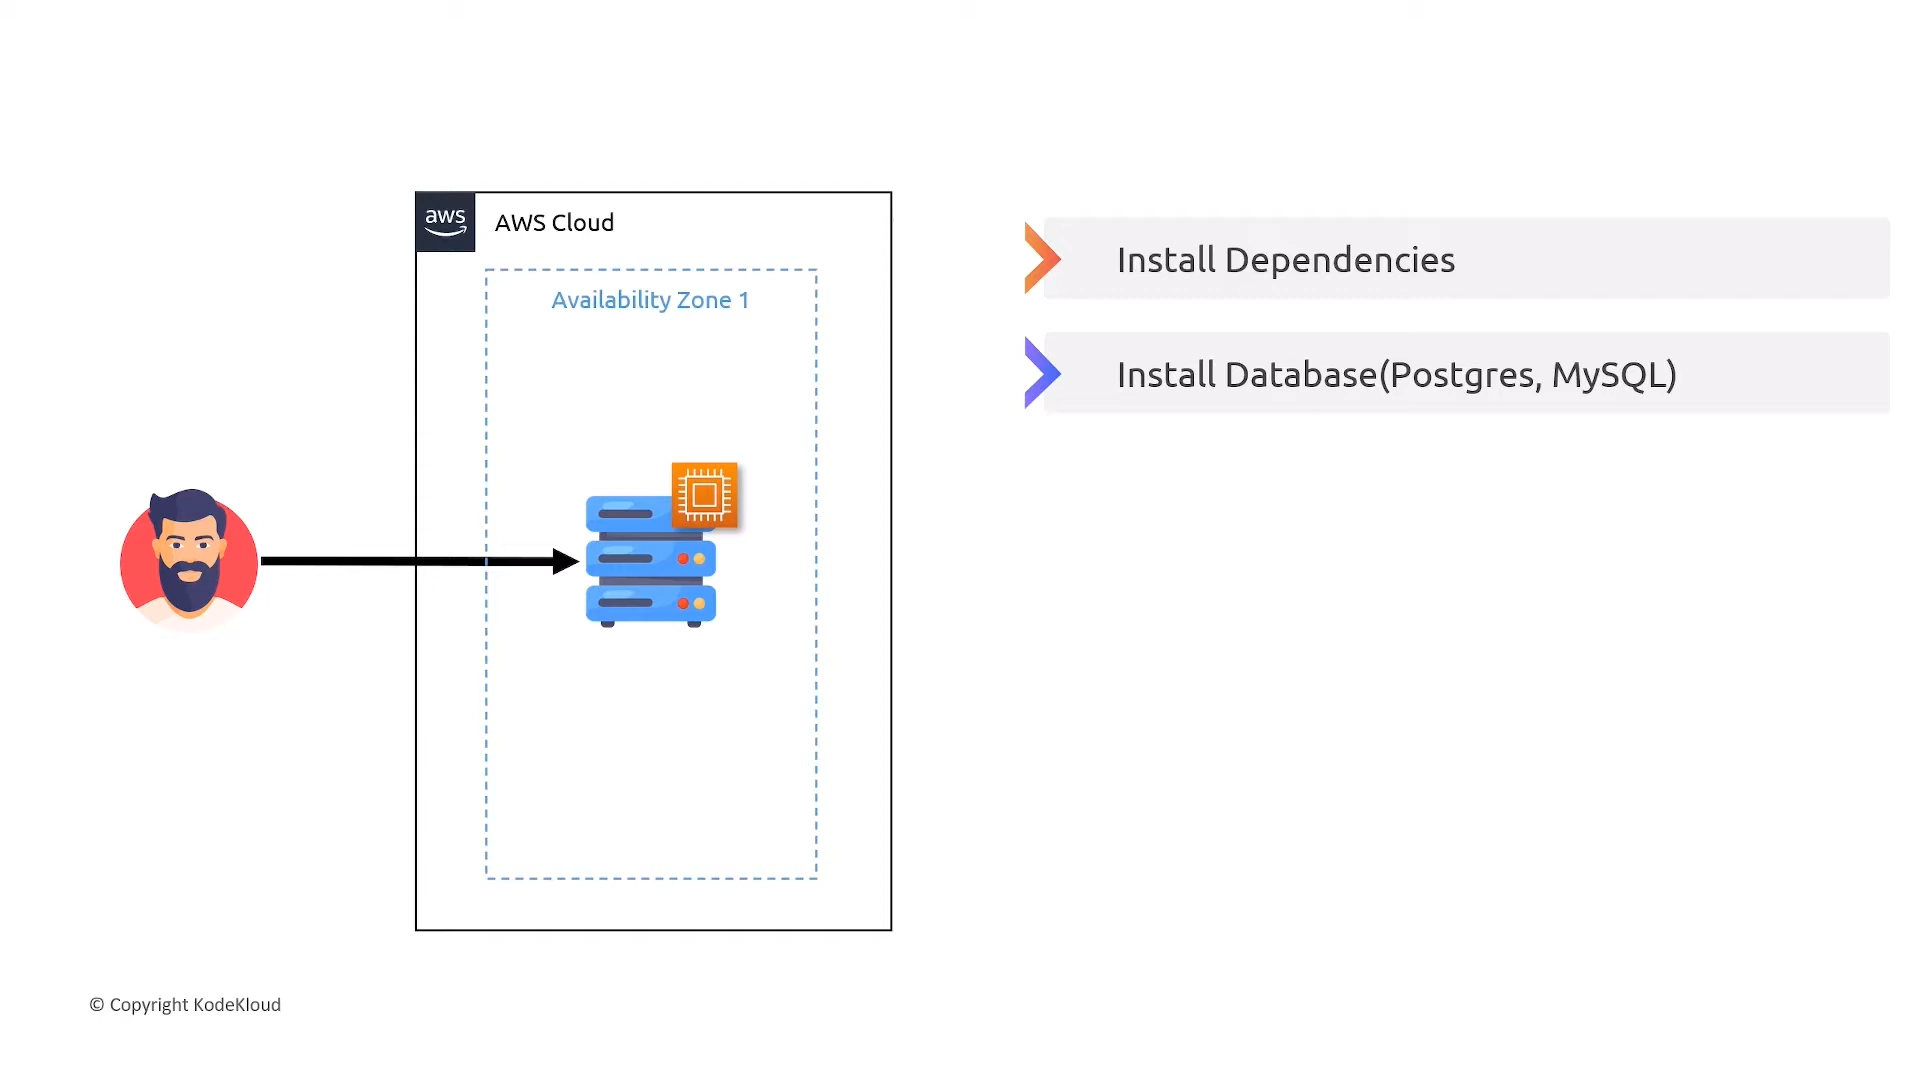 aws
AWS Cloud
Availability Zone 1
Install Dependencies
Install Database(Postgres, MySQL)
© Copyright KodeKloud